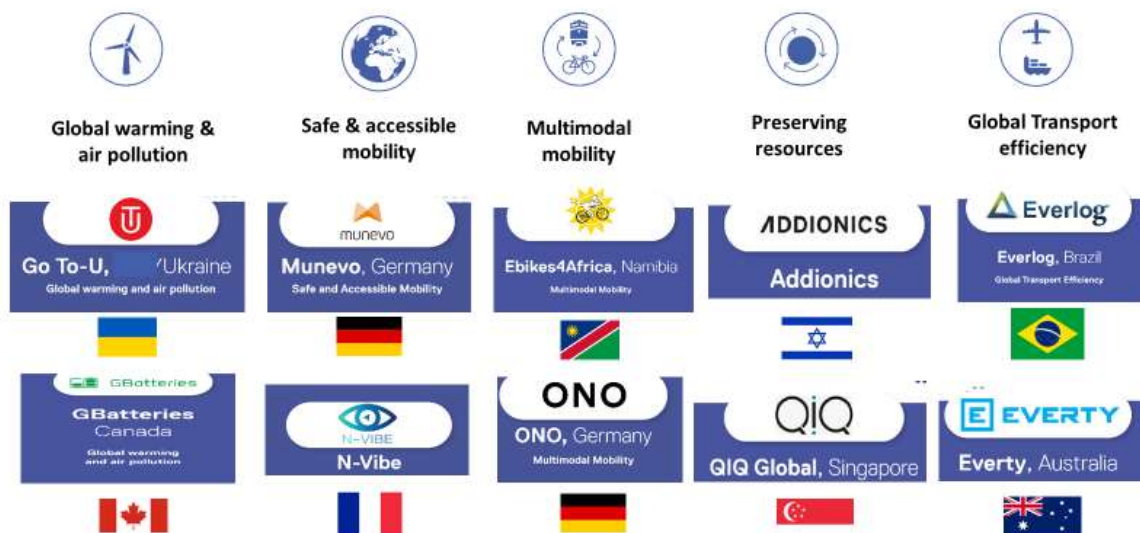 Global warming &
air pollution
Safe & accessible
mobility
Multimodal
mobility
Preserving
resources
Global Transport
efficiency
Go To-U, /Ukraine
Global warming and air pollution
munevo
Munevo, Germany
Safe and Accessible Mobility
Ebikes4Africa, Namibia
Multimodal Mobility
ADDIONICS
Addionics
Everlog
Everlog, Brazil
Global Transport Efficiency
GBatteries
GBatteries
Canada
Global warming
and air pollution
N-VIBE
N-Vibe
ONO
ONO, Germany
Multimodal Mobility
QiQ
QIQ Global, Singapore
E EVERTY
Everty, Australia